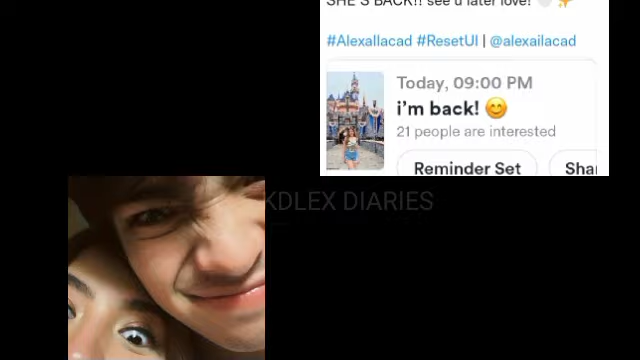 SHE'S BACK!! see u later love! 🤍✨
#Alexallacad #ResetUI | @alexailacad
Today, 09:00 PM
i'm back! 😊
21 people are interested
Reminder Set
Shar
KDLEX DIARIES